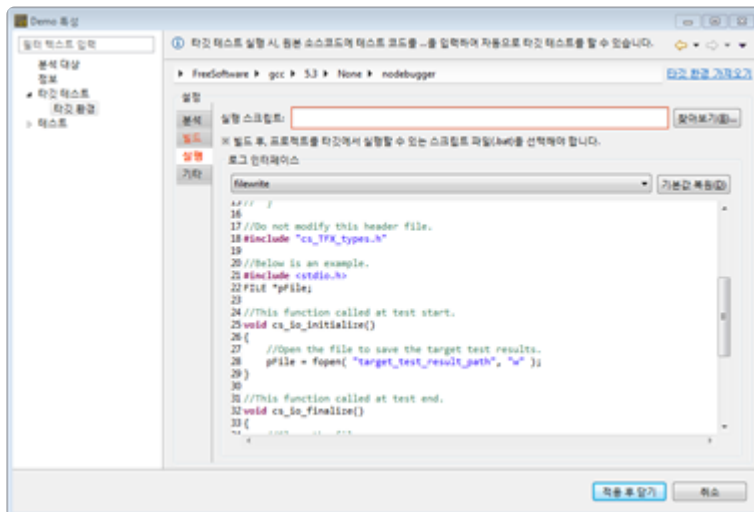 Demo 특성
필터 텍스트 입력
분석 대상
정보
타깃 테스트
타깃 환경
테스트
타깃 테스트 실행 시, 원본 소스코드에 테스트 코드를 ...을 입력하여 자동으로 타깃 테스트를 할 수 있습니다.
FreeSoftware gcc 5.3 None nodebugger
타깃 환경 가져오기
설정
분석
빌드
실행
기타
실행 스크립트:
찾아보기(B)...
※ 빌드 후, 프로젝트를 타깃에서 실행할 수 있는 스크립트 파일(.bat)을 선택해야 합니다.
로그 인터페이스
filewrite
기본값 복원(D)
15// }
16
17//Do not modify this header file.
18#include "cs_TFX_types.h"
19
20//Below is an example.
21#include <stdio.h>
22FILE *pFile;
23
24//This function called at test start.
25void cs_io_initialize()
26{
27 //Open the file to save the target test results.
28 pFile = fopen( "target_test_result_path", "w" );
29}
30
31//This function called at test end.
32void cs_io_finalize()
33{
적용 후 닫기
취소